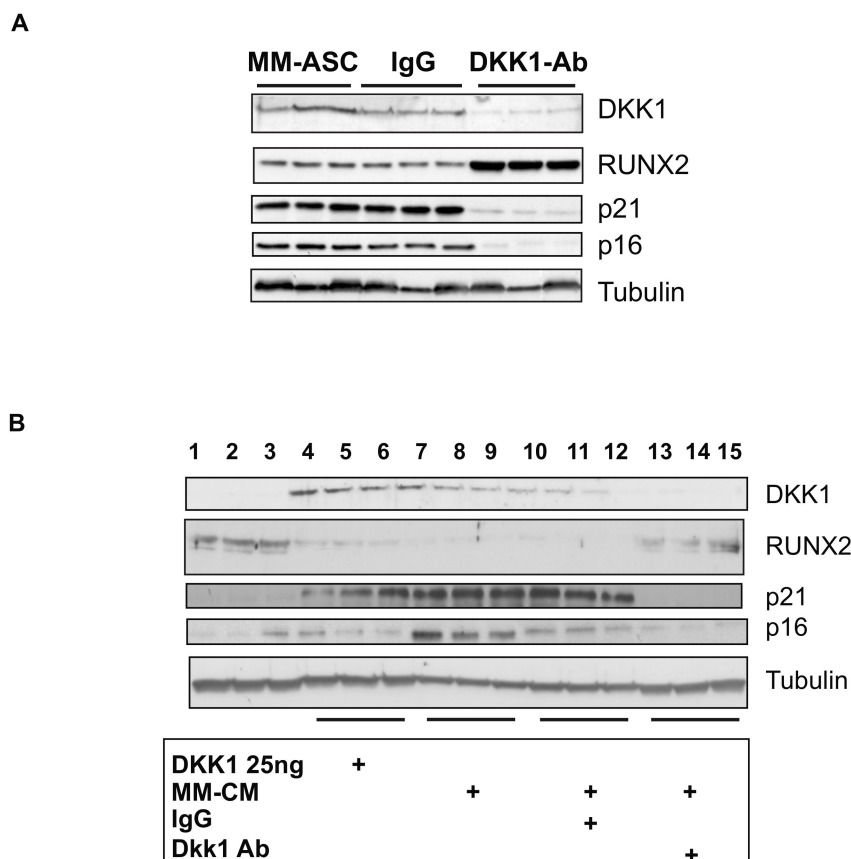 A
MM-ASC IgG DKK1-Ab
DKK1
RUNX2
p21
p16
Tubulin
B
1 2 3 4 5 6 7 8 9 10 11 12 13 14 15
DKK1
RUNX2
p21
p16
Tubulin
DKK1 25ng +
MM-CM + + +
IgG +
Dkk1 Ab +